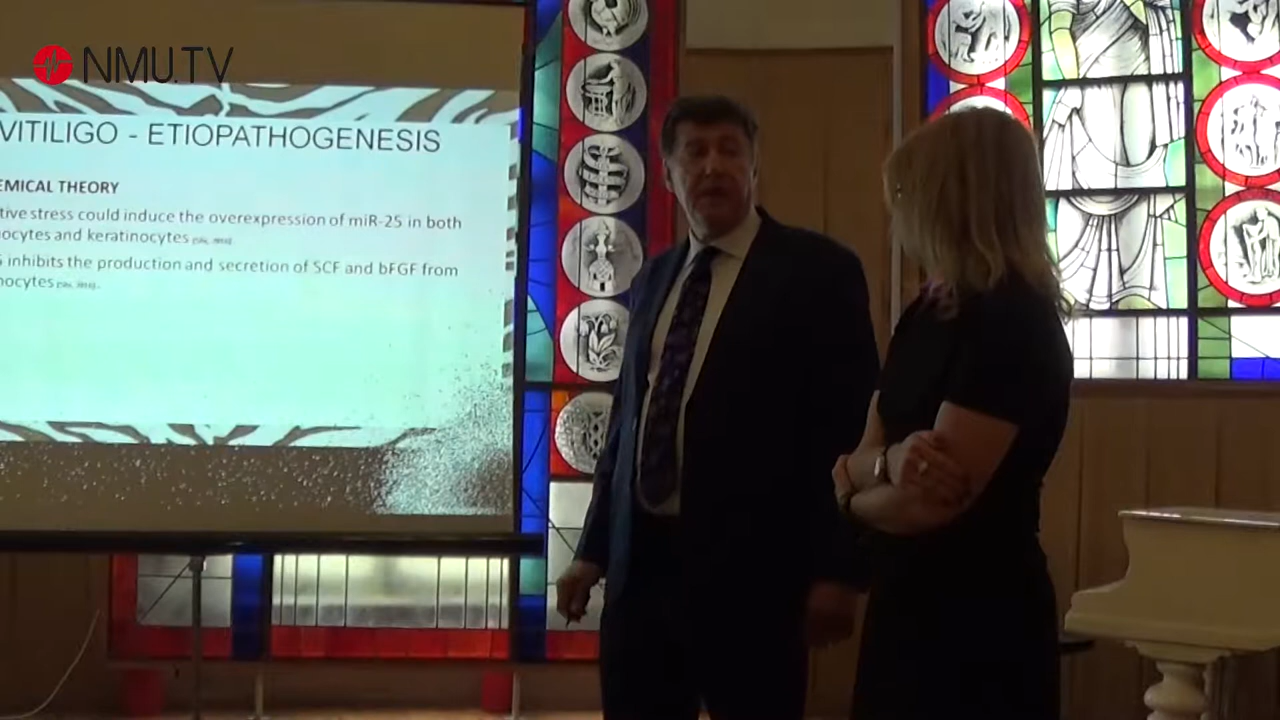 NMU.TV
VITILIGO - ETIOPATHOGENESIS
EMICAL THEORY
tive stress could induce the overexpression of miR-25 in both
ocytes and keratinocytes
inhibits the production and secretion of SCF and bFGF from
nocytes